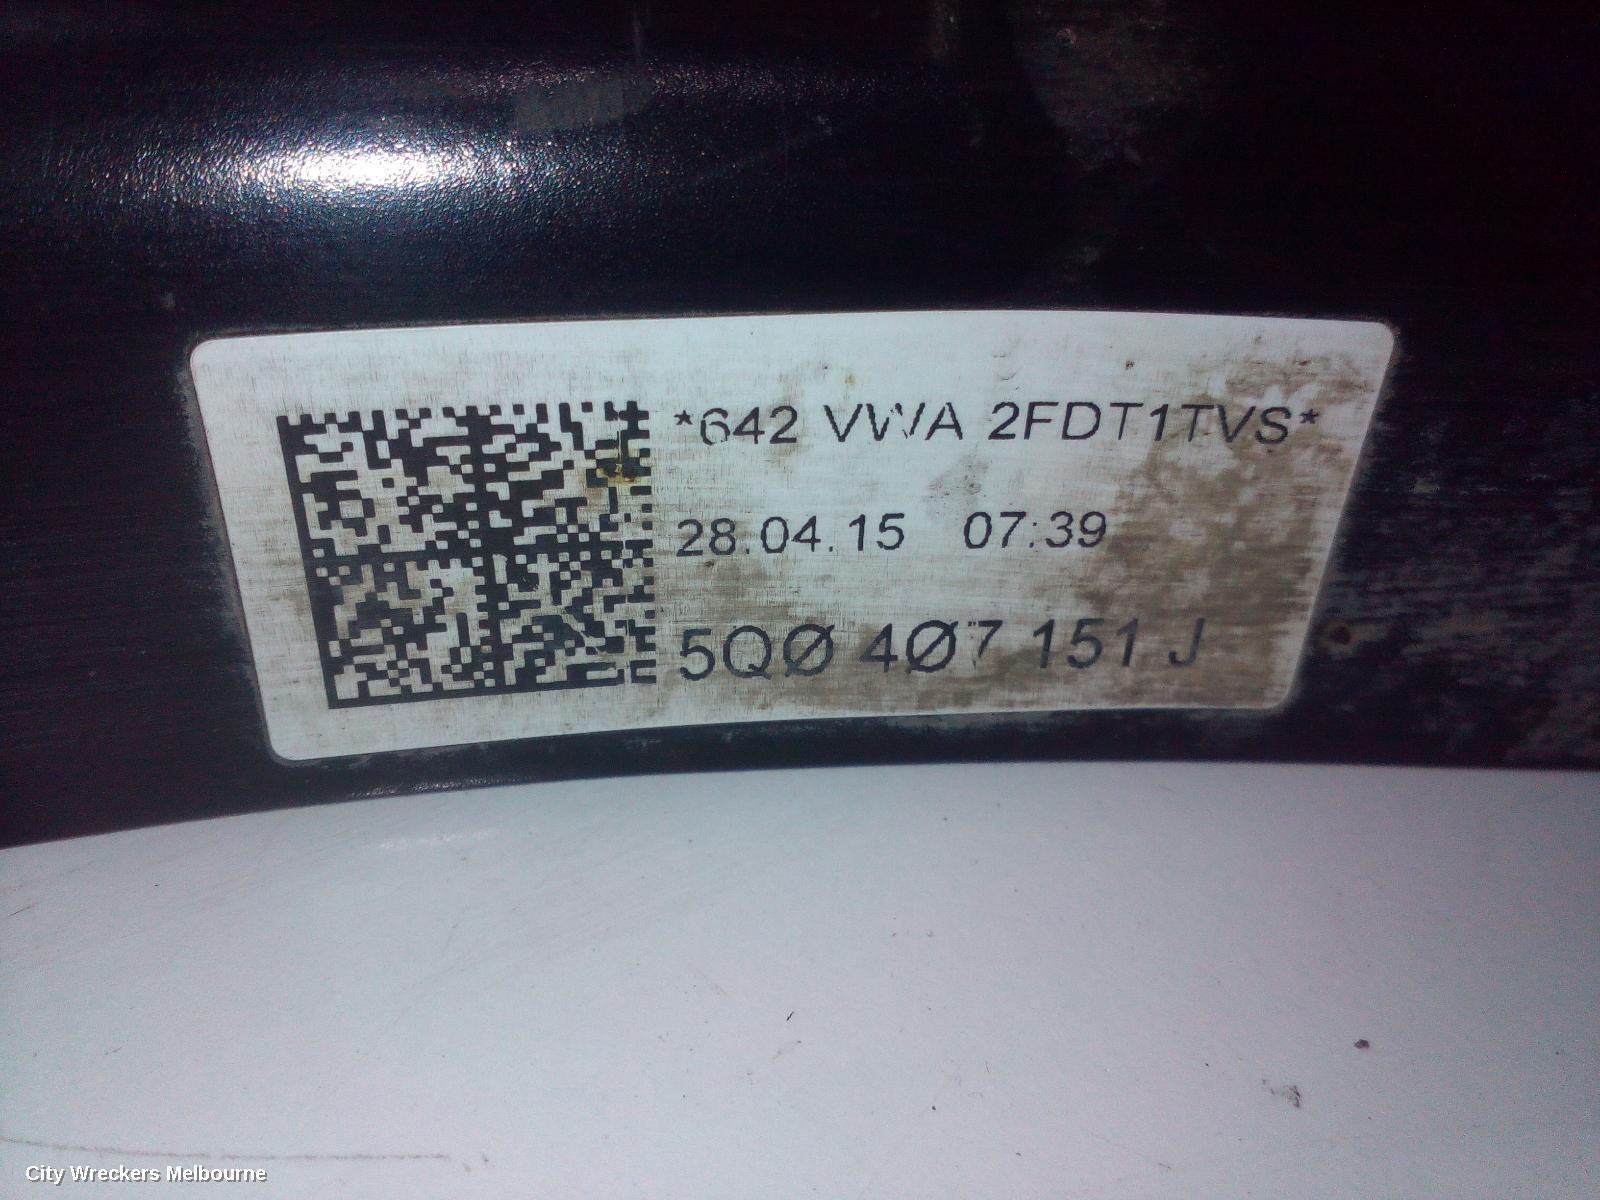 *642 VWA 2FDT1TVS*
28.04.15 07:39
5QØ 4Ø7 151 J
City Wreckers Melbourne